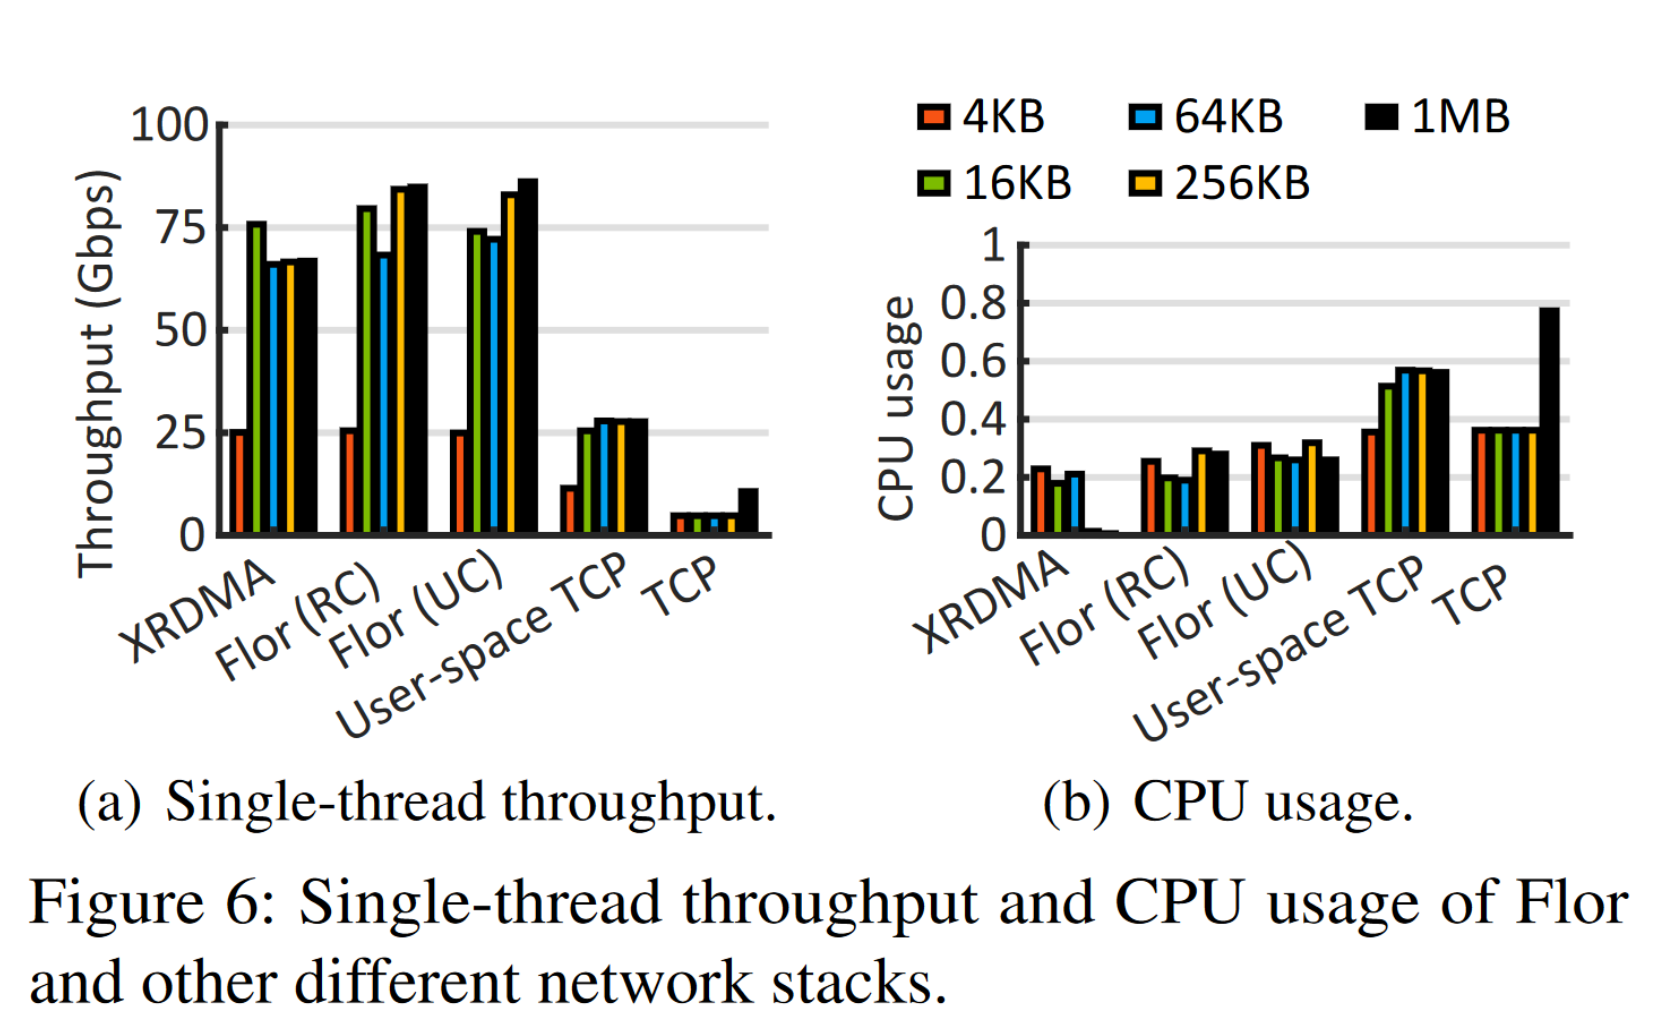 Throughput (Gbps)
100
75
50
25
0
XRDMA
Flor (RC)
Flor (UC)
User-space TCP
TCP
4KB
64KB
1MB
16KB
256KB
CPU usage
1
0.8
0.6
0.4
0.2
0
XRDMA
Flor (RC)
Flor (UC)
User-space TCP
TCP
(a) Single-thread throughput.
(b) CPU usage.
Figure 6: Single-thread throughput and CPU usage of Flor
and other different network stacks.